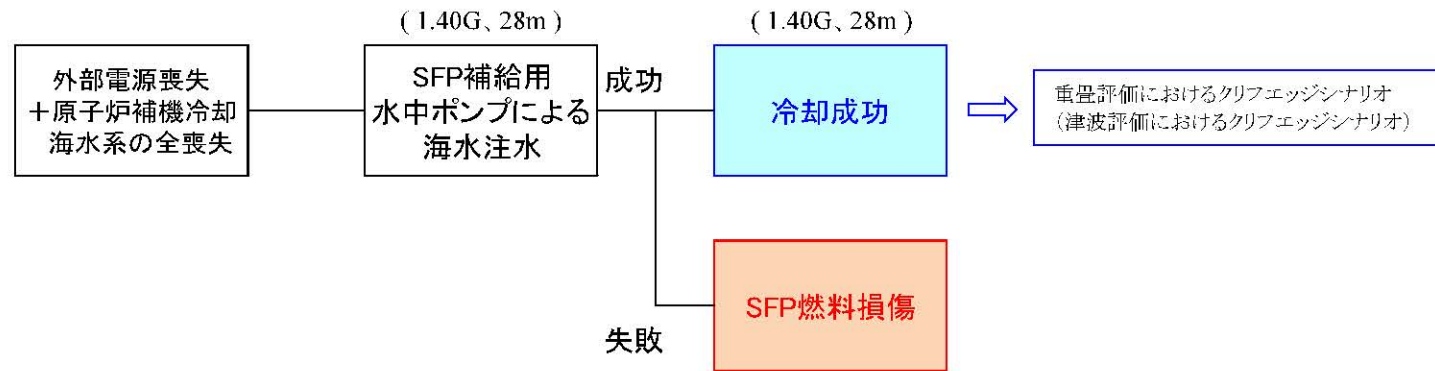 ( 1.40G、28m )
( 1.40G、28m )
外部電源喪失
＋原子炉補機冷却
海水系の全喪失
SFP補給用
水中ポンプによる
海水注水
成功
冷却成功
重畳評価におけるクリフエッジシナリオ
（津波評価におけるクリフエッジシナリオ）
SFP燃料損傷
失敗